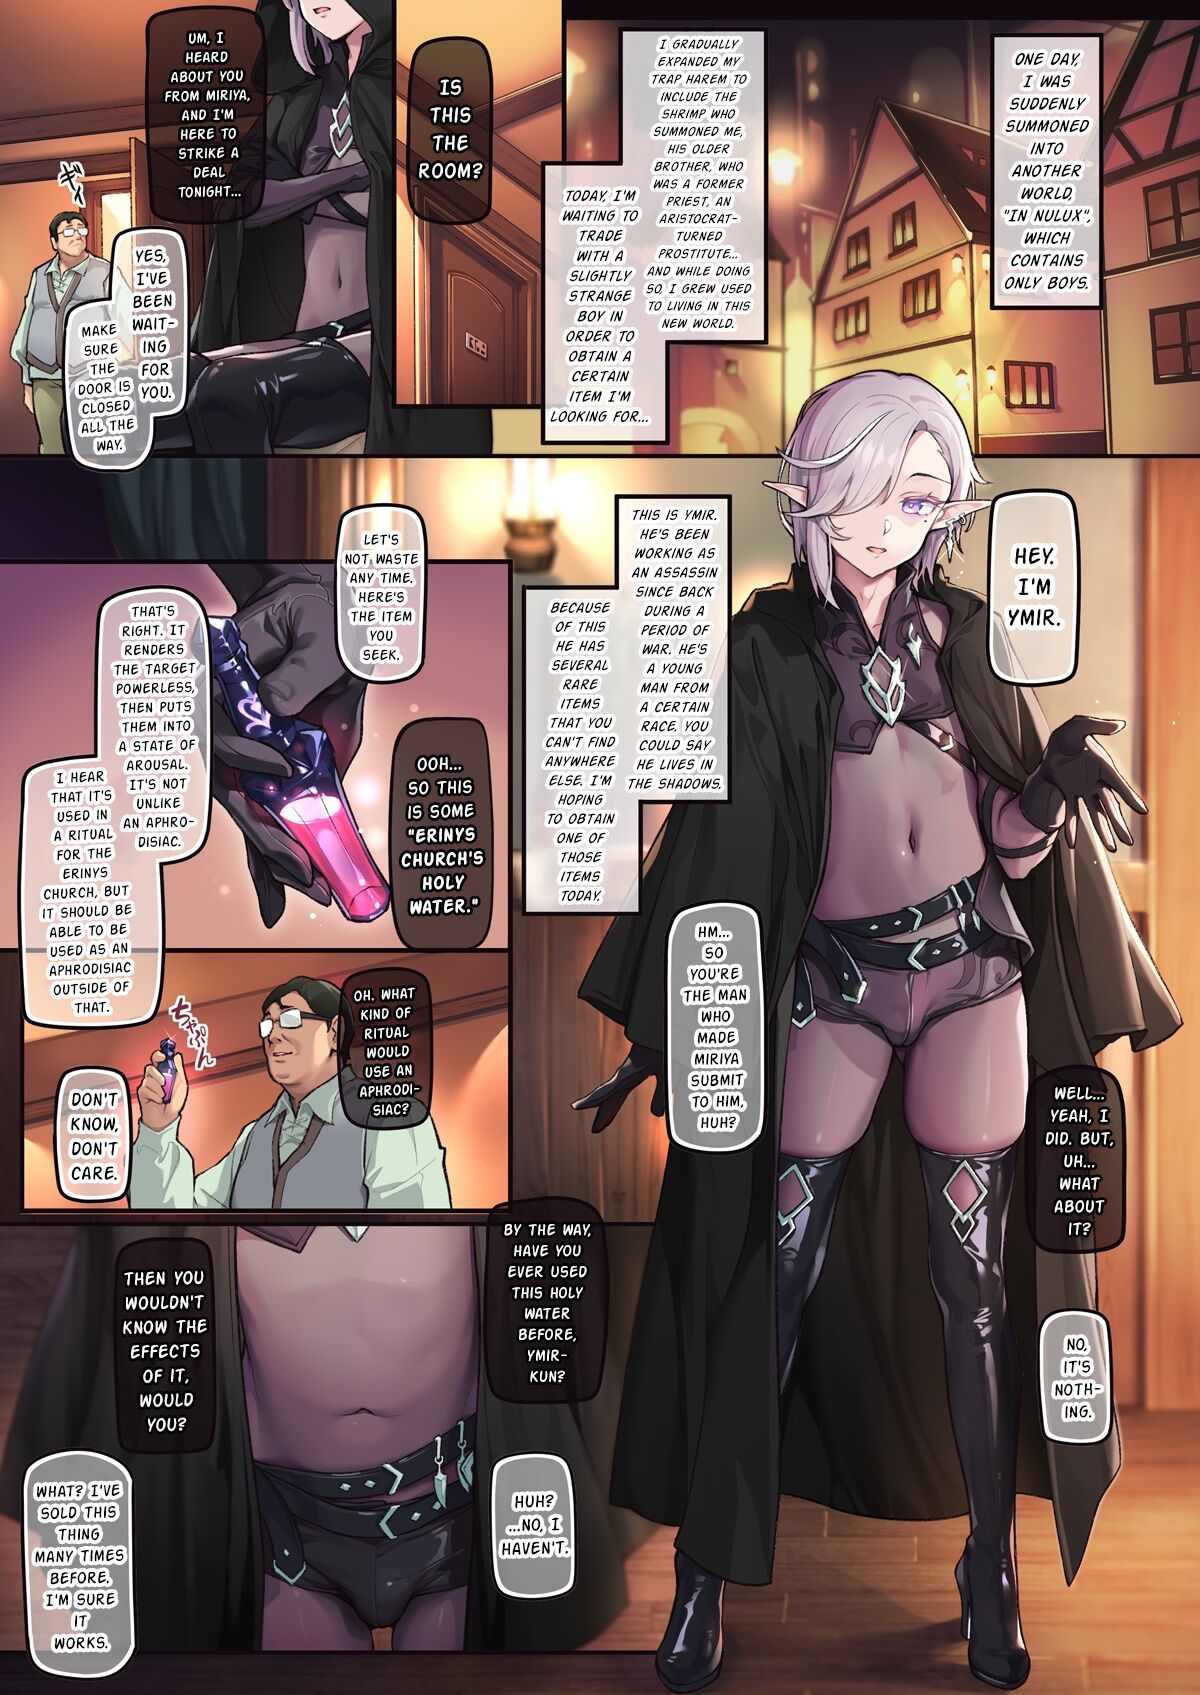 ONE DAY,
I WAS
SUDDENLY
SUMMONED
INTO
ANOTHER
WORLD,
"IN NULUX",
WHICH
CONTAINS
ONLY BOYS.
I GRADUALLY
EXPANDED MY
TRAP HAREM TO
INCLUDE THE
SHRIMP WHO
SUMMONED ME,
HIS OLDER
BROTHER, WHO
WAS A FORMER
PRIEST, AN
ARISTOCRAT-
TURNED
PROSTITUTE...
AND WHILE DOING
SO, I GREW USED
TO LIVING IN THIS
NEW WORLD.
TODAY, I'M
WAITING TO
TRADE
WITH A
SLIGHTLY
STRANGE
BOY IN
ORDER TO
OBTAIN A
CERTAIN
ITEM I'M
LOOKING FOR...
IS
THIS
THE
ROOM?
UM, I
HEARD
ABOUT YOU
FROM MIRIYA,
AND I'M
HERE TO
STRIKE A
DEAL
TONIGHT...
ギィ
YES,
I'VE
BEEN
WAIT-
ING
FOR
YOU.
MAKE
SURE
THE
DOOR IS
CLOSED
ALL THE
WAY.
HEY.
I'M
YMIR.
THIS IS YMIR.
HE'S BEEN
WORKING AS
AN ASSASSIN
SINCE BACK
DURING A
PERIOD OF
WAR. HE'S
A YOUNG
MAN FROM
A CERTAIN
RACE, YOU
COULD SAY
HE LIVES IN
THE SHADOWS.
BECAUSE
OF THIS
HE HAS
SEVERAL
RARE
ITEMS
THAT YOU
CAN'T FIND
ANYWHERE
ELSE. I'M
HOPING
TO OBTAIN
ONE OF
THOSE
ITEMS
TODAY.
HM...
SO
YOU'RE
THE MAN
WHO
MADE
MIRIYA
SUBMIT
TO HIM,
HUH?
WELL...
YEAH, I
DID. BUT,
UH...
WHAT
ABOUT
IT?
NO,
IT'S
NOTH-
ING.
LET'S
NOT WASTE
ANY TIME.
HERE'S
THE ITEM
YOU
SEEK.
OOH...
SO THIS
IS SOME
"ERINYS
CHURCH'S
HOLY
WATER."
THAT'S
RIGHT. IT
RENDERS
THE TARGET
POWERLESS,
THEN PUTS
THEM INTO
A STATE OF
AROUSAL.
IT'S NOT
UNLIKE
AN APHRO-
DISIAC.
I HEAR
THAT IT'S
USED IN
A RITUAL
FOR THE
ERINYS
CHURCH, BUT
IT SHOULD BE
ABLE TO BE
USED AS AN
APHRODISIAC
OUTSIDE OF
THAT.
OH. WHAT
KIND OF
RITUAL
WOULD
USE AN
APHRODI-
SIAC?
ちゃぷん
DON'T
KNOW,
DON'T
CARE.
BY THE WAY,
HAVE YOU
EVER USED
THIS HOLY
WATER
BEFORE,
YMIR-
KUN?
HUH?
...NO, I
HAVEN'T.
THEN YOU
WOULDN'T
KNOW THE
EFFECTS
OF IT,
WOULD
YOU?
WHAT? I'VE
SOLD THIS
THING
MANY TIMES
BEFORE.
I'M SURE
IT
WORKS.